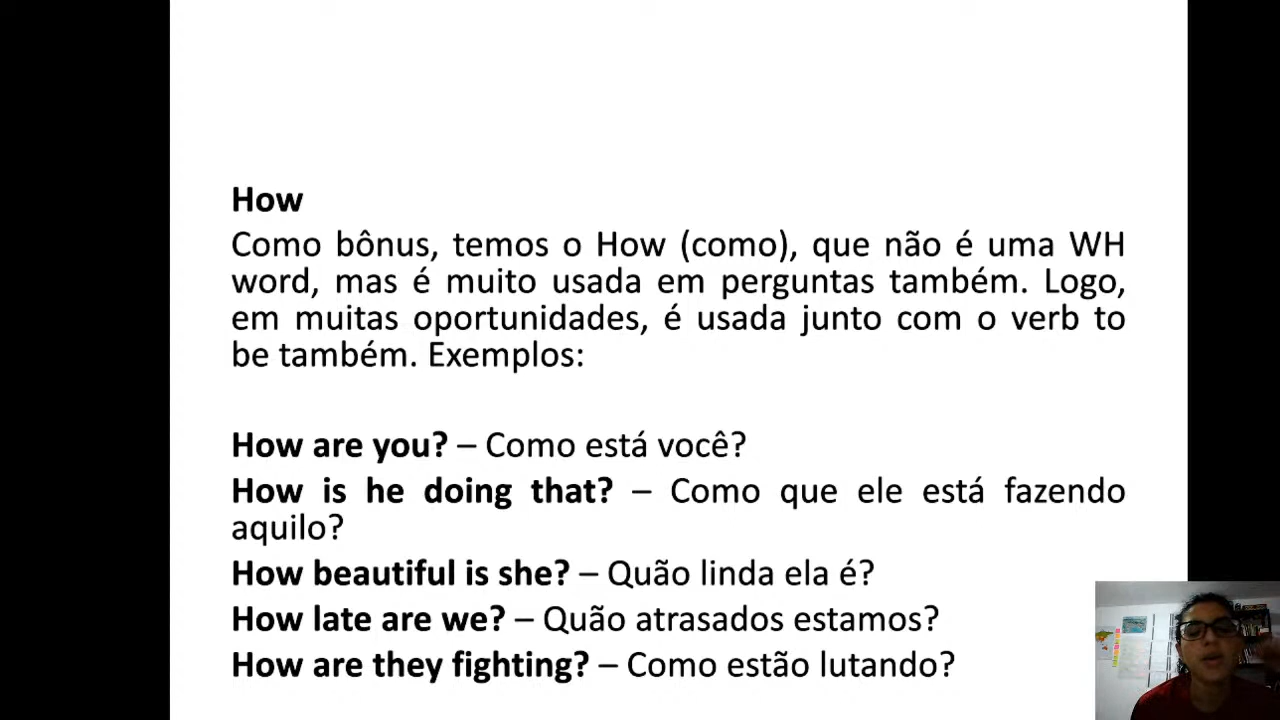 How
Como bônus, temos o How (como), que não é uma WH
word, mas é muito usada em perguntas também. Logo,
em muitas oportunidades, é usada junto com o verb to
be também. Exemplos:
How are you? – Como está você?
How is he doing that? – Como que ele está fazendo
aquilo?
How beautiful is she? – Quão linda ela é?
How late are we? – Quão atrasados estamos?
How are they fighting? – Como estão lutando?